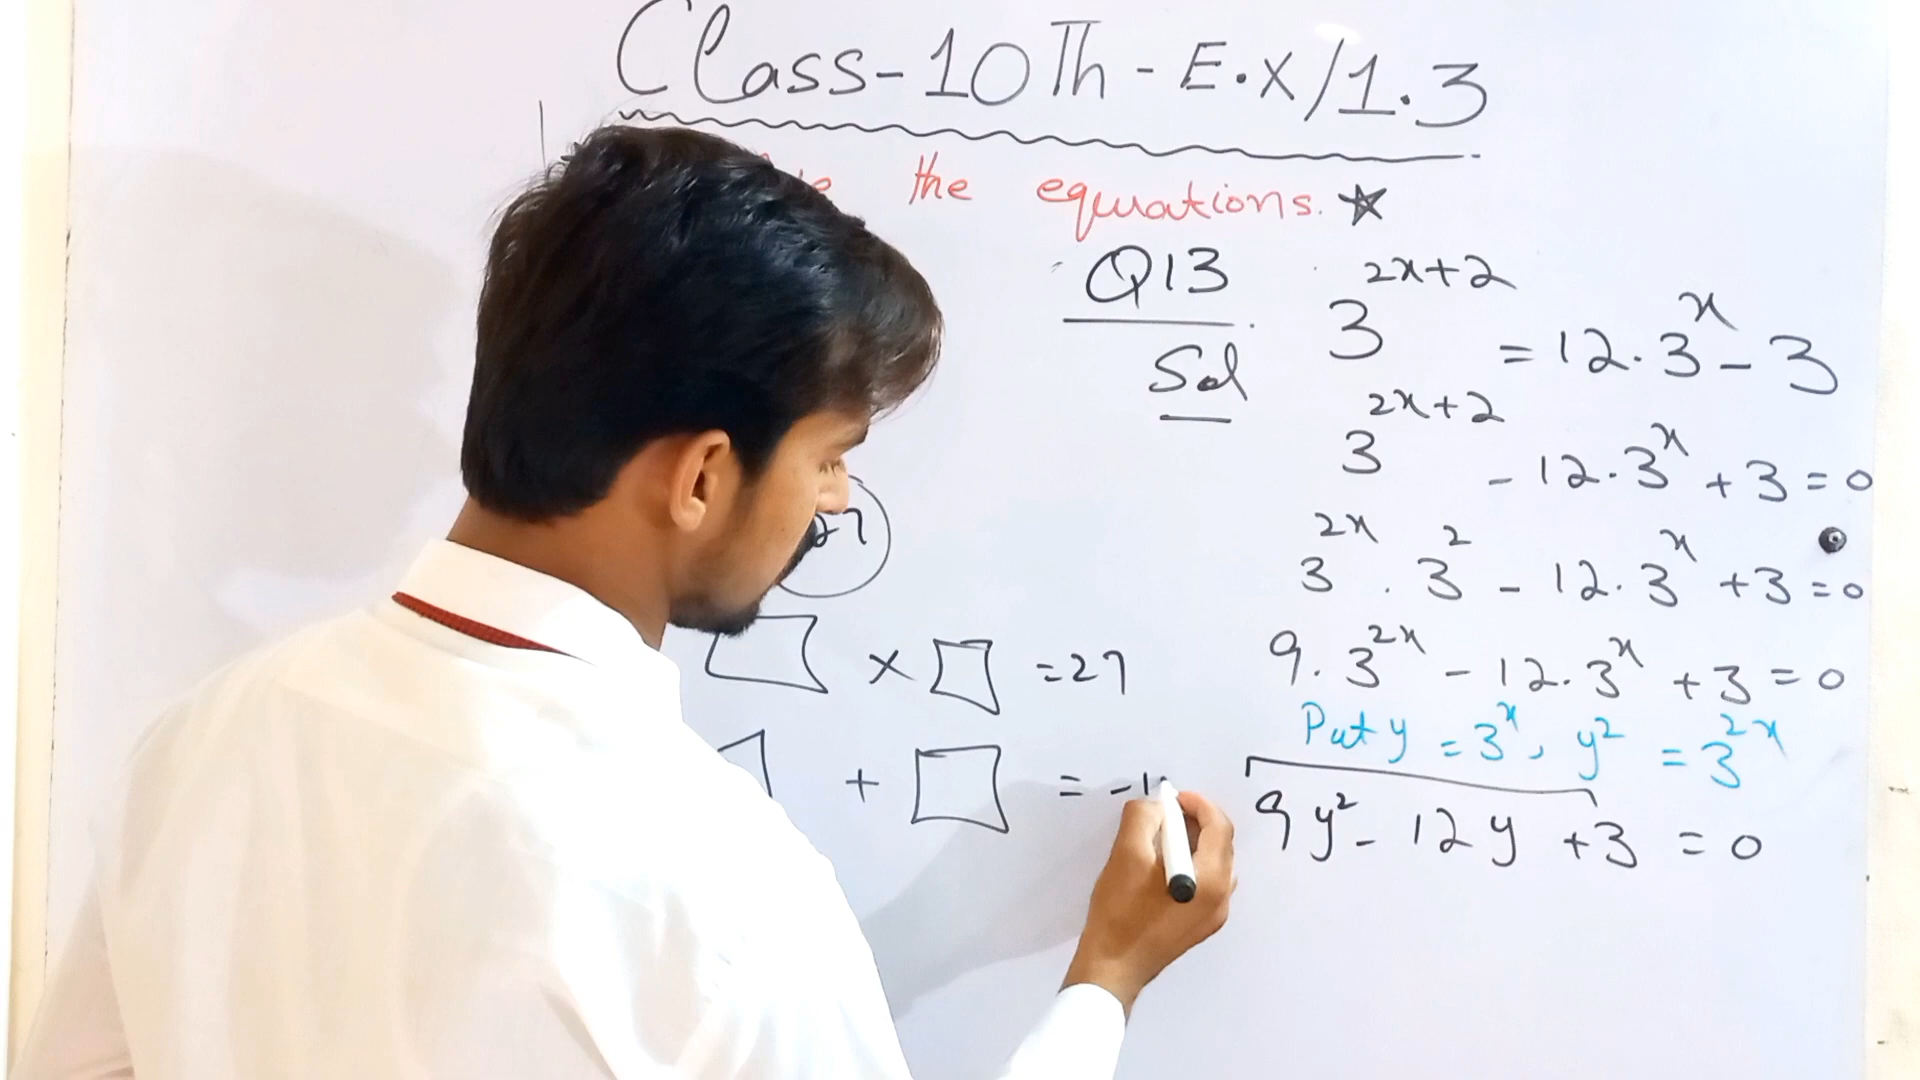 Class-10Th-E.X/1.3
the equations. ★
Q13 3^{2x+2} = 12.3^x - 3
Sol 3^{2x+2} - 12.3^x + 3 = 0
3^{2x} . 3^2 - 12.3^x + 3 = 0
9. 3^{2x} - 12.3^x + 3 = 0
Put y = 3^x, y^2 = 3^{2x}
9y^2 - 12y + 3 = 0
27
□ × □ = 27
+ □ = -1